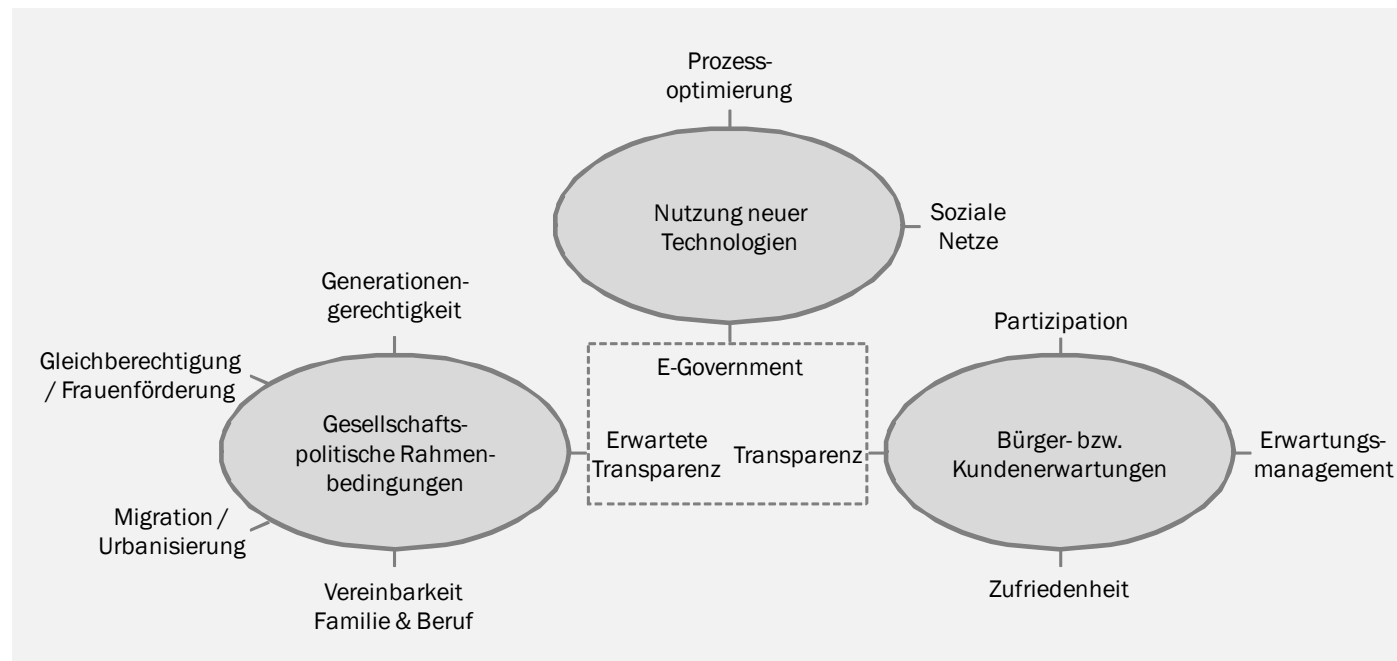 Prozess-
optimierung
Nutzung neuer
Technologien
Soziale
Netze
Generationen-
gerechtigkeit
Gleichberechtigung
/ Frauenförderung
Gesellschafts-
politische Rahmen-
bedingungen
Migration /
Urbanisierung
Vereinbarkeit
Familie & Beruf
E-Government
Erwartete
Transparenz
Transparenz
Partizipation
Bürger- bzw.
Kundenerwartungen
Erwartungs-
management
Zufriedenheit